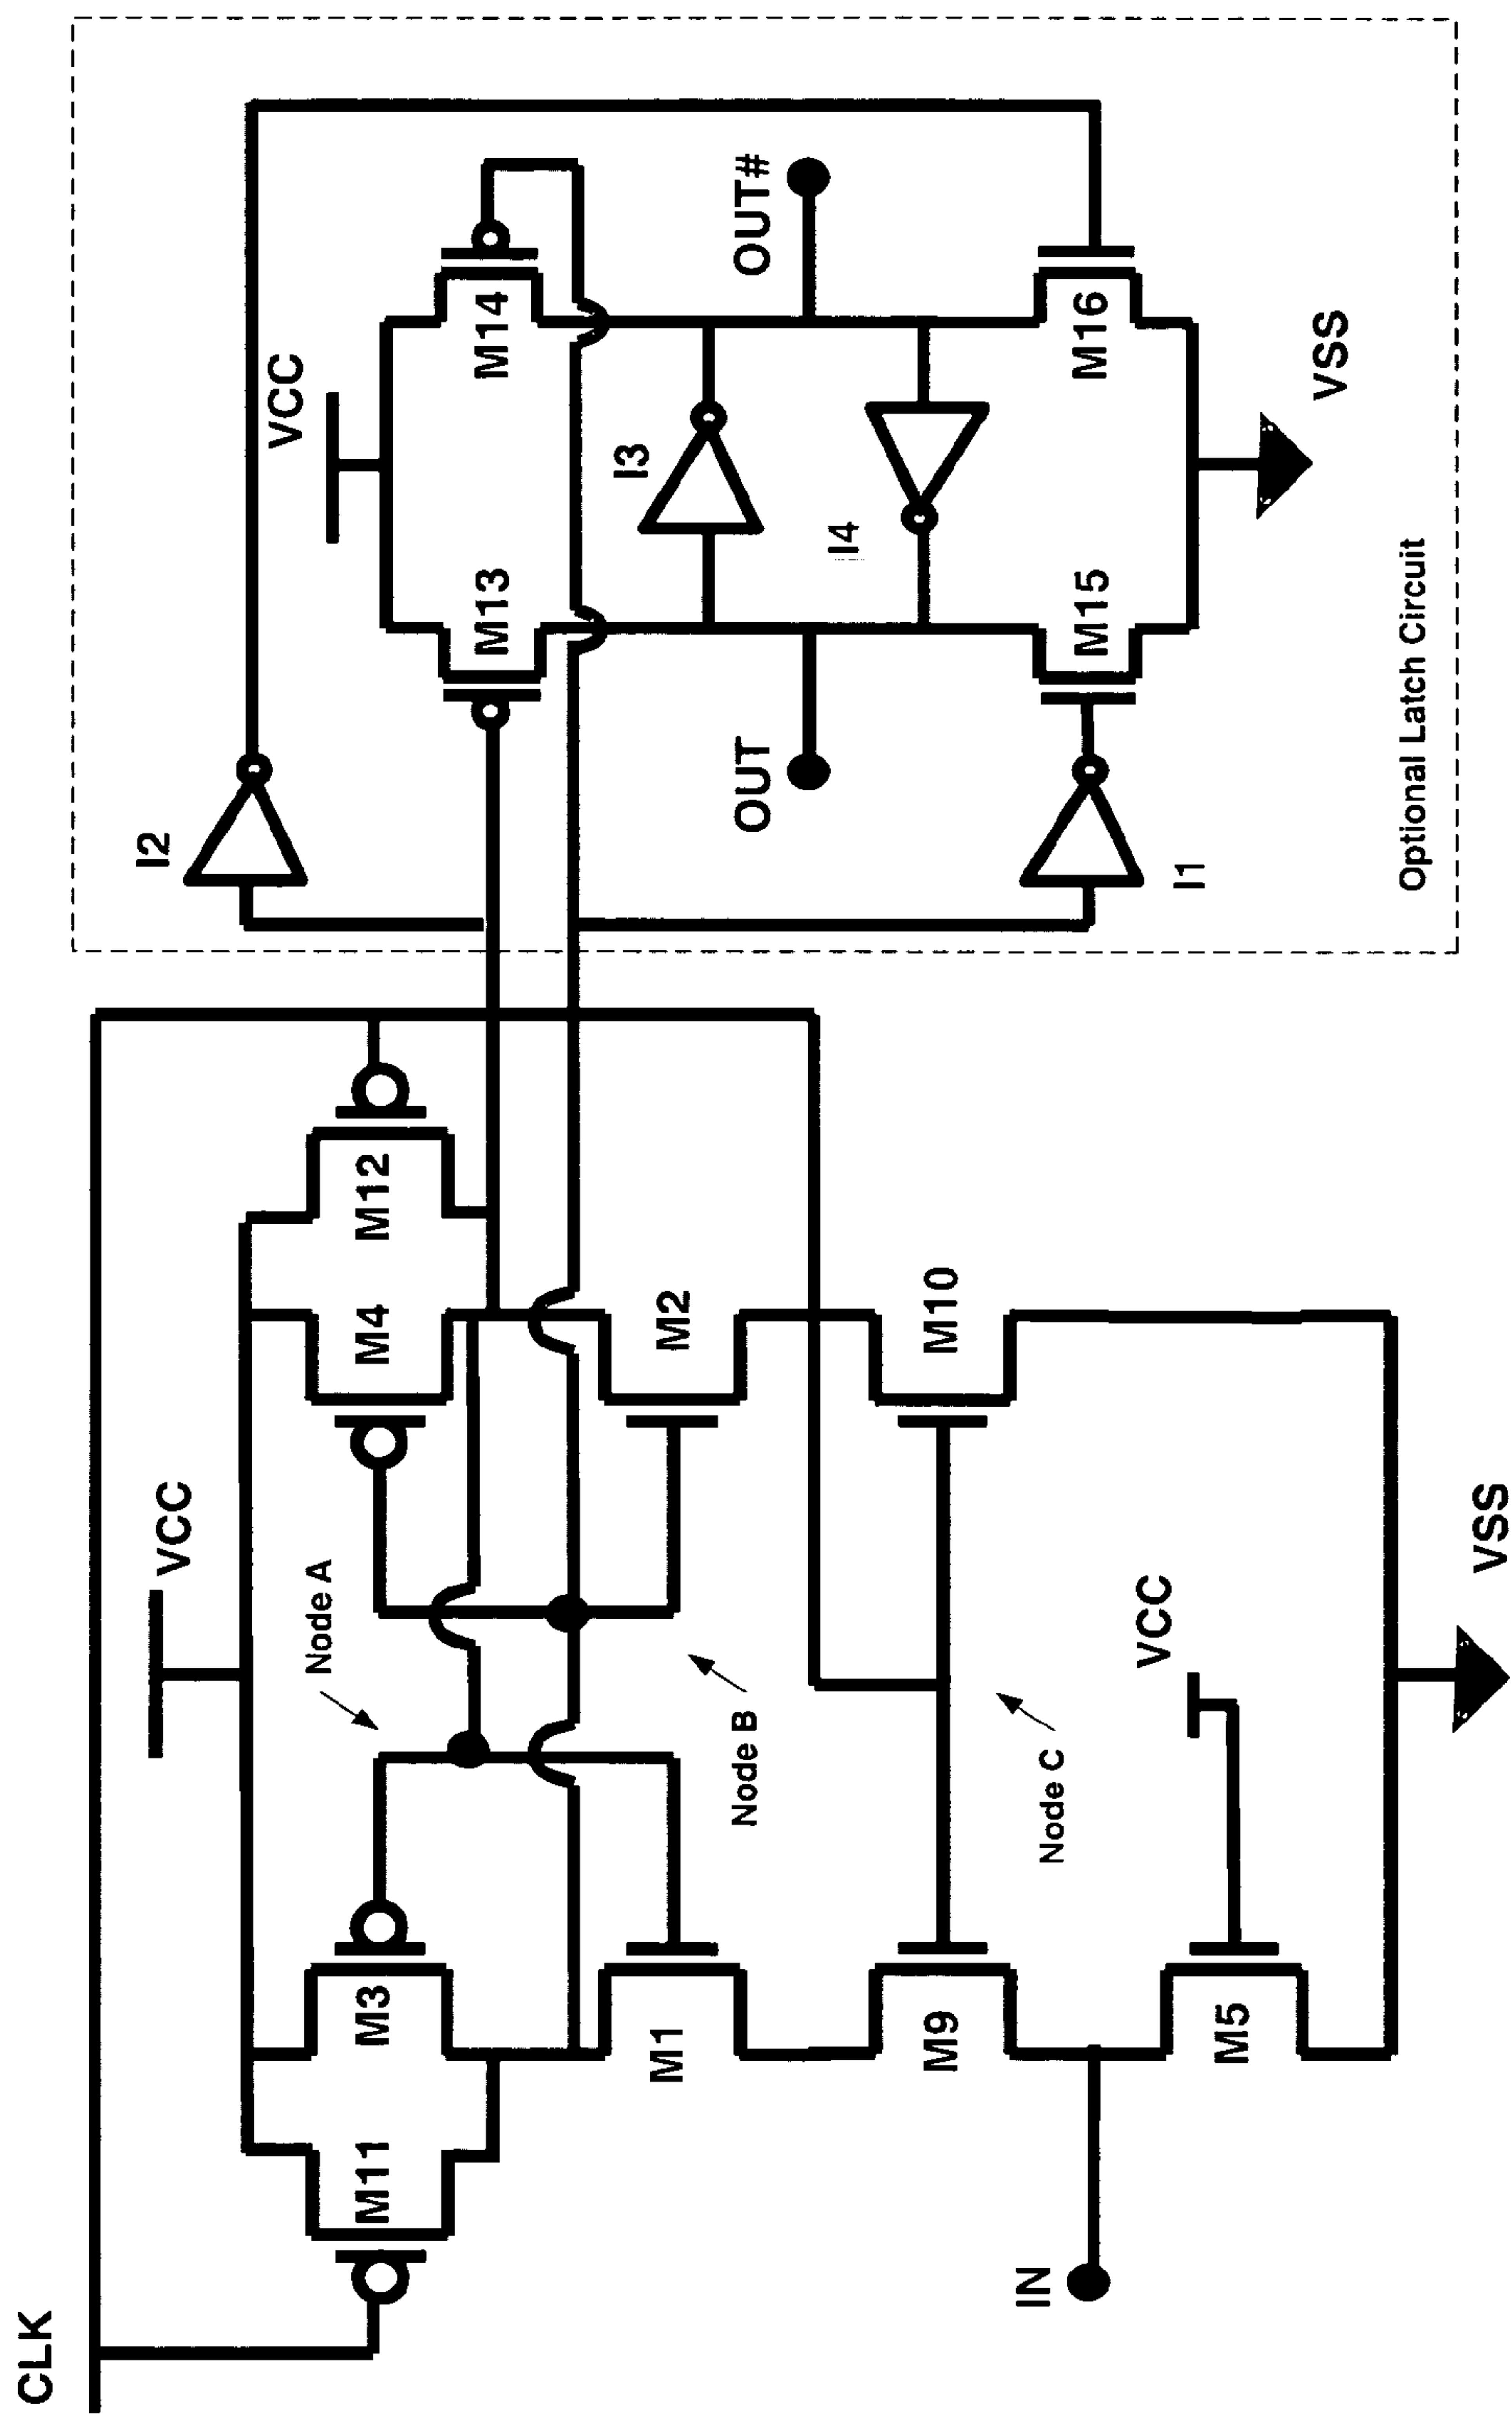 CLK
VCC
M11
M3
M4
M12
Node A
M1
M2
Node B
M9
M10
Node C
IN
M5
VCC
VSS
I2
VCC
M13
M14
I3
OUT
OUT#
I4
M15
M16
I1
VSS
Optional Latch Circuit